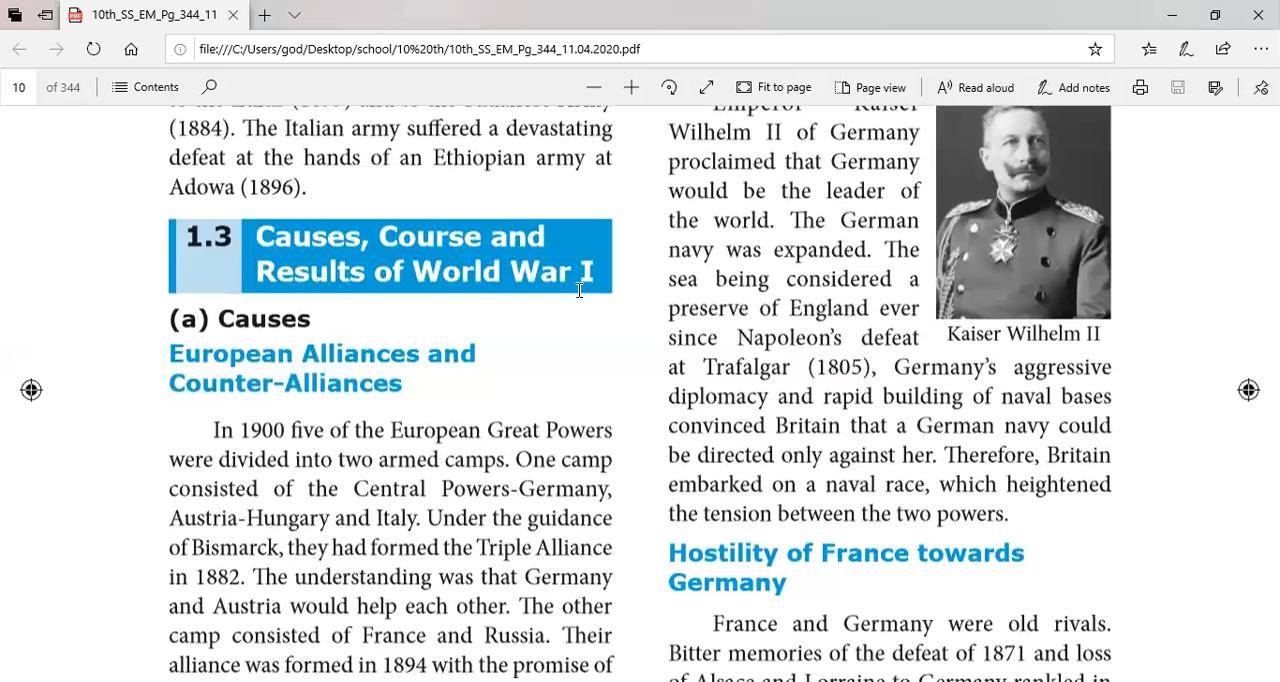 10th_SS_EM_Pg_344_11
file:///C:/Users/god/Desktop/school/10%20th/10th_SS_EM_Pg_344_11.04.2020.pdf
10 of 344 Contents Fit to page Page view Read aloud Add notes
(1884). The Italian army suffered a devastating
defeat at the hands of an Ethiopian army at
Adowa (1896).
1.3 Causes, Course and
Results of World War I
(a) Causes
European Alliances and
Counter-Alliances
In 1900 five of the European Great Powers
were divided into two armed camps. One camp
consisted of the Central Powers-Germany,
Austria-Hungary and Italy. Under the guidance
of Bismarck, they had formed the Triple Alliance
in 1882. The understanding was that Germany
and Austria would help each other. The other
camp consisted of France and Russia. Their
alliance was formed in 1894 with the promise of
Emperor Kaiser
Wilhelm II of Germany
proclaimed that Germany
would be the leader of
the world. The German
navy was expanded. The
sea being considered a
preserve of England ever
since Napoleon's defeat
at Trafalgar (1805), Germany's aggressive
diplomacy and rapid building of naval bases
convinced Britain that a German navy could
be directed only against her. Therefore, Britain
embarked on a naval race, which heightened
the tension between the two powers.
Kaiser Wilhelm II
Hostility of France towards
Germany
France and Germany were old rivals.
Bitter memories of the defeat of 1871 and loss
of Alsace and Lorraine to Germany rankled in